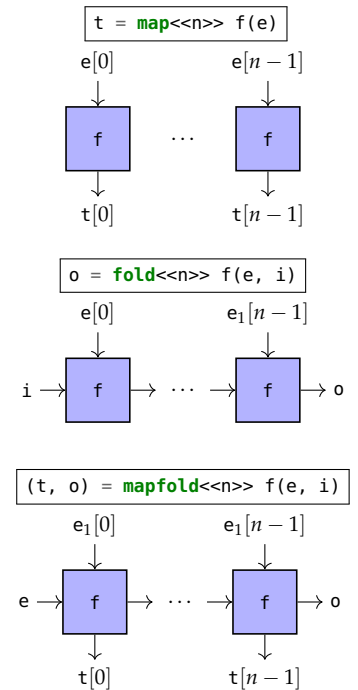 t = map<<n>> f(e)
e[0] e[n − 1]
f ··· f
t[0] t[n−1]
o = fold<<n>> f(e, i)
e[0] e₁[n − 1]
i f ··· f o
(t, o) = mapfold<<n>> f(e, i)
e₁[0] e₁[n − 1]
e f ··· f o
t[0] t[n − 1]